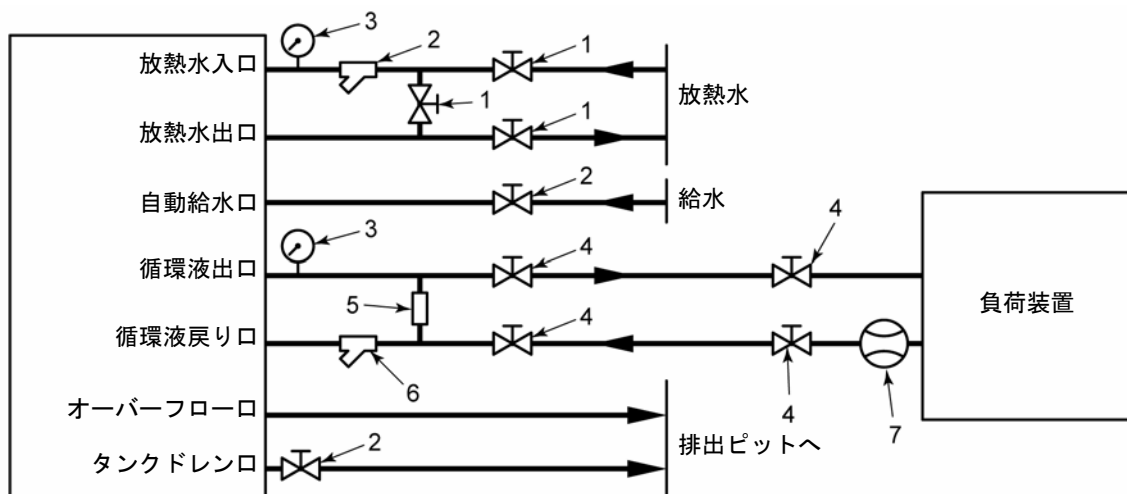 3
2
1
放熱水入口
1
放熱水
放熱水出口
1
2
自動給水口
給水
3
4
4
循環液出口
5
4
負荷装置
循環液戻り口
6
4
7
オーバーフロー口
排出ピットへ
2
タンクドレン口